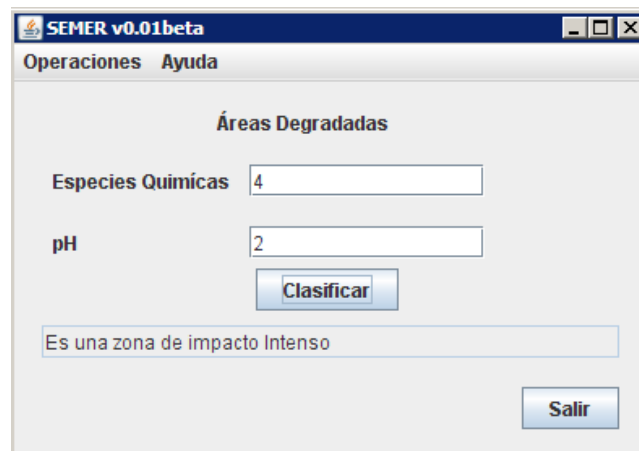 SEMER v0.01beta
Operaciones Ayuda
Áreas Degradadas
Especies Quimícas 4
pH 2
Clasificar
Es una zona de impacto Intenso
Salir